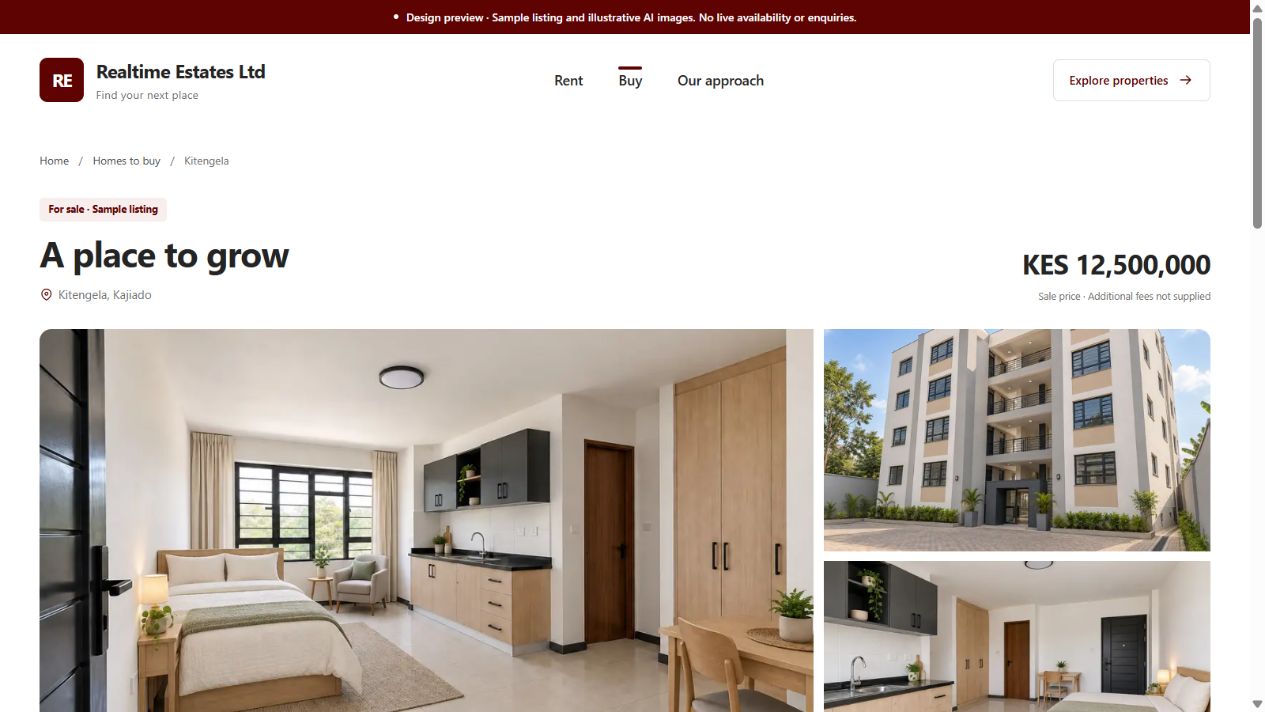 Design preview · Sample listing and illustrative AI images. No live availability or enquiries.
RE
Realtime Estates Ltd
Find your next place
Rent
Buy
Our approach
Explore properties →
Home / Homes to buy / Kitengela
For sale · Sample listing
A place to grow
Kitengela, Kajiado
KES 12,500,000
Sale price · Additional fees not supplied